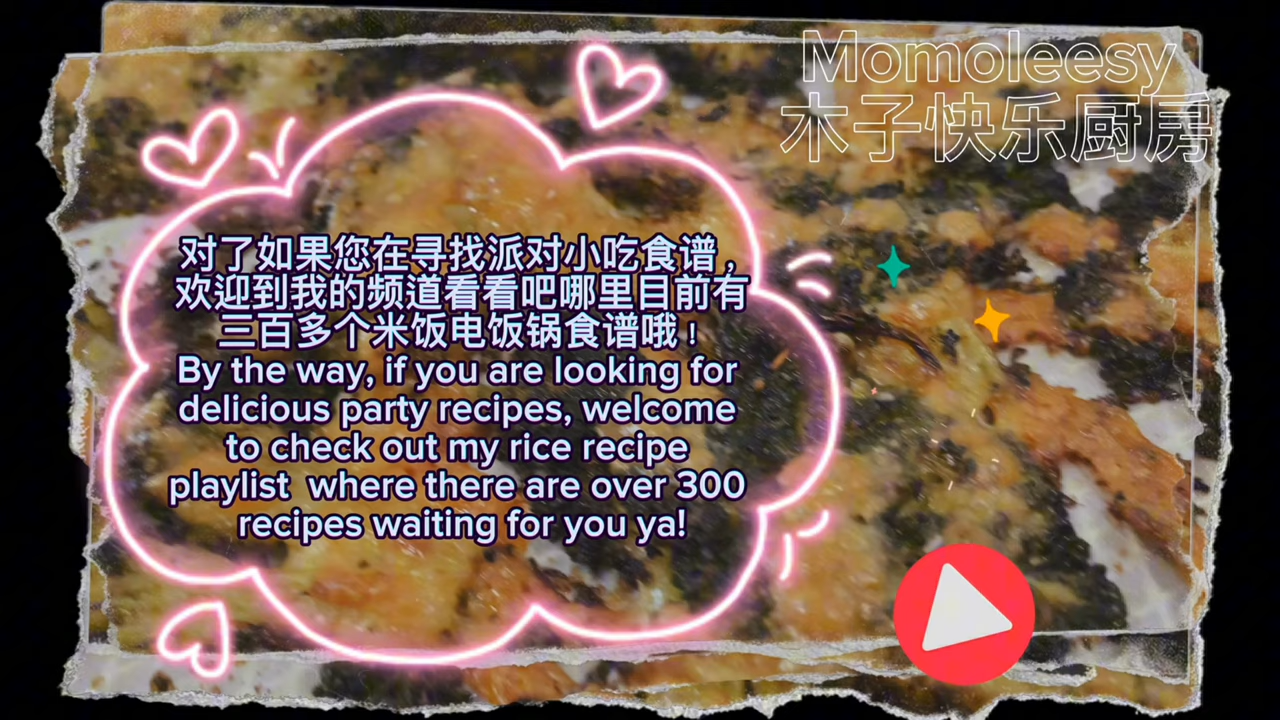 Momoleesy
木子快乐厨房
对了如果您在寻找派对小吃食谱，
欢迎到我的频道看看吧哪里目前有
三百多个米饭电饭锅食谱哦！
By the way, if you are looking for
delicious party recipes, welcome
to check out my rice recipe
playlist  where there are over 300
recipes waiting for you ya!